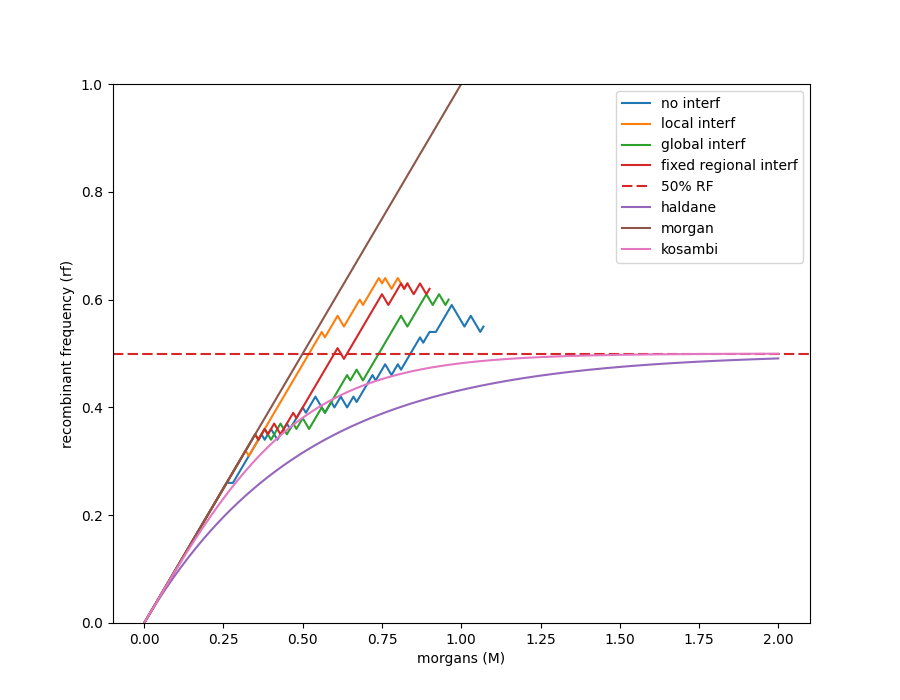 1.0
0.8
0.6
0.4
0.2
0.0
recombinant frequency (rf)
no interf
local interf
global interf
fixed regional interf
50% RF
haldane
morgan
kosambi
0.00 0.25 0.50 0.75 1.00 1.25 1.50 1.75 2.00
morgans (M)